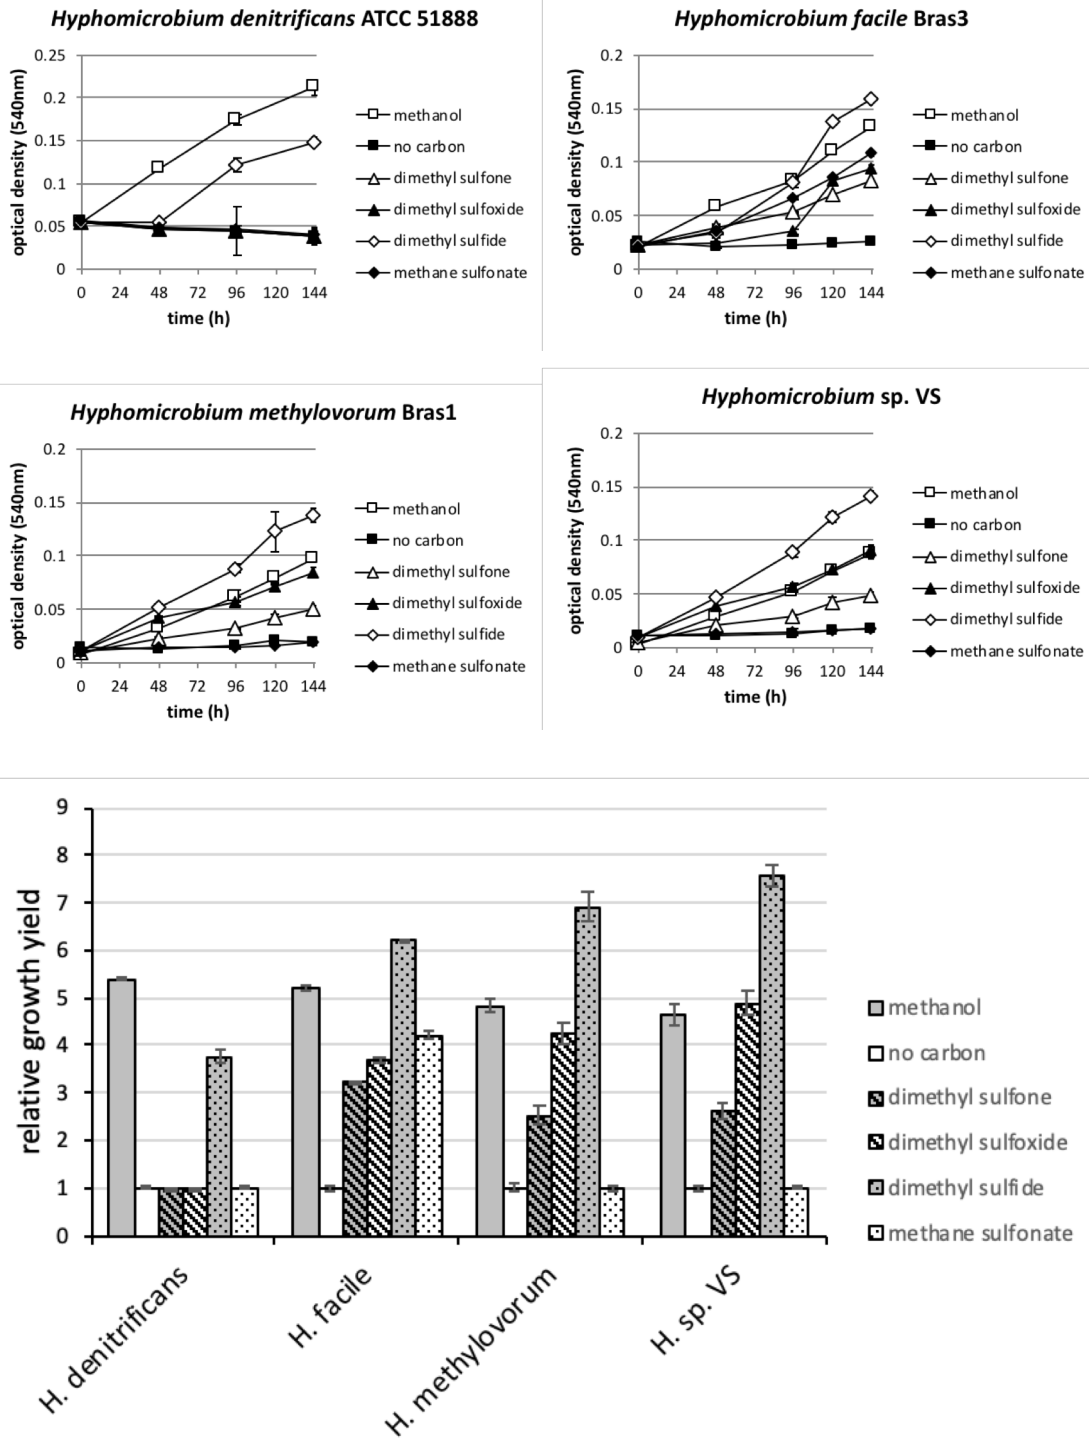 Hyphomicrobium denitrificans ATCC 51888
optical density (540nm)
0.25
0.2
0.15
0.1
0.05
0
0 24 48 72 96 120 144
time (h)
methanol
no carbon
dimethyl sulfone
dimethyl sulfoxide
dimethyl sulfide
methane sulfonate
Hyphomicrobium facile Bras3
optical density (540nm)
0.2
0.15
0.1
0.05
0
0 24 48 72 96 120 144
time (h)
methanol
no carbon
dimethyl sulfone
dimethyl sulfoxide
dimethyl sulfide
methane sulfonate
Hyphomicrobium methylovorum Bras1
optical density (540nm)
0.2
0.15
0.1
0.05
0
0 24 48 72 96 120 144
time (h)
methanol
no carbon
dimethyl sulfone
dimethyl sulfoxide
dimethyl sulfide
methane sulfonate
Hyphomicrobium sp. VS
optical density (540nm)
0.2
0.15
0.1
0.05
0
0 24 48 72 96 120 144
time (h)
methanol
no carbon
dimethyl sulfone
dimethyl sulfoxide
dimethyl sulfide
methane sulfonate
relative growth yield
9
8
7
6
5
4
3
2
1
0
H. denitrificans
H. facile
H. methylovorum
H. sp. VS
methanol
no carbon
dimethyl sulfone
dimethyl sulfoxide
dimethyl sulfide
methane sulfonate